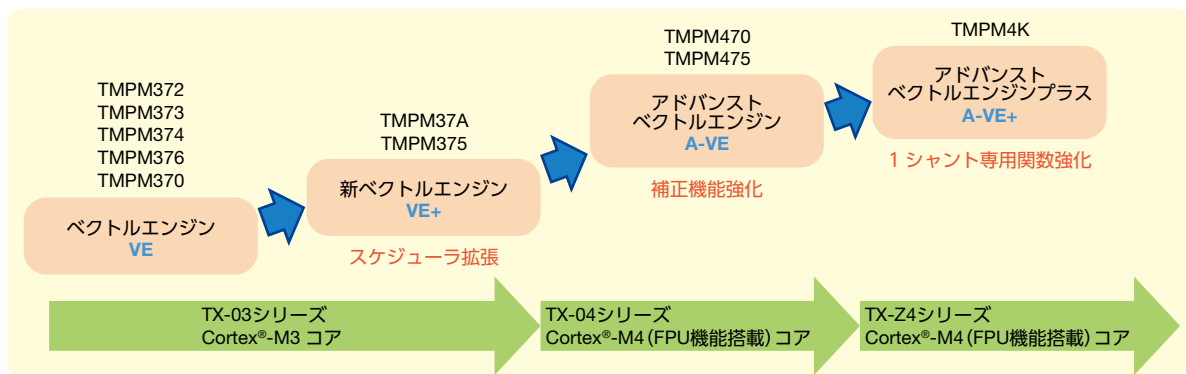 TMPM372
TMPM373
TMPM374
TMPM376
TMPM370
ベクトルエンジン
VE
TMPM37A
TMPM375
新ベクトルエンジン
VE+
スケジューラ拡張
TMPM470
TMPM475
アドバンスト
ベクトルエンジン
A-VE
補正機能強化
TMPM4K
アドバンスト
ベクトルエンジンプラス
A-VE+
1 シャント専用関数強化
TX-03シリーズ
Cortex®-M3 コア
TX-04シリーズ
Cortex®-M4(FPU機能搭載)コア
TX-Z4シリーズ
Cortex®-M4(FPU機能搭載)コア